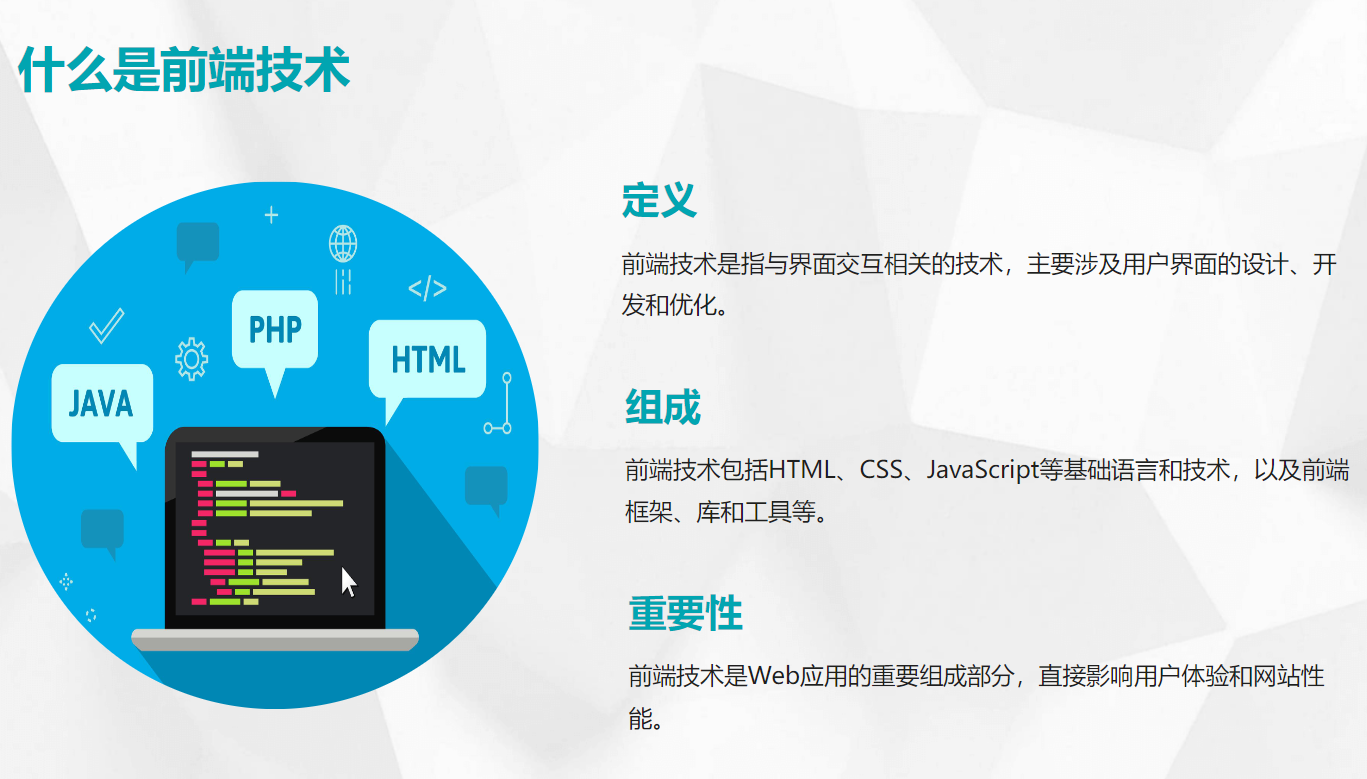 什么是前端技术
PHP
HTML
JAVA
</>
定义
前端技术是指与界面交互相关的技术，主要涉及用户界面的设计、开
发和优化。
组成
前端技术包括HTML、CSS、JavaScript等基础语言和技术，以及前端
框架、库和工具等。
重要性
前端技术是Web应用的重要组成部分，直接影响用户体验和网站性
能。